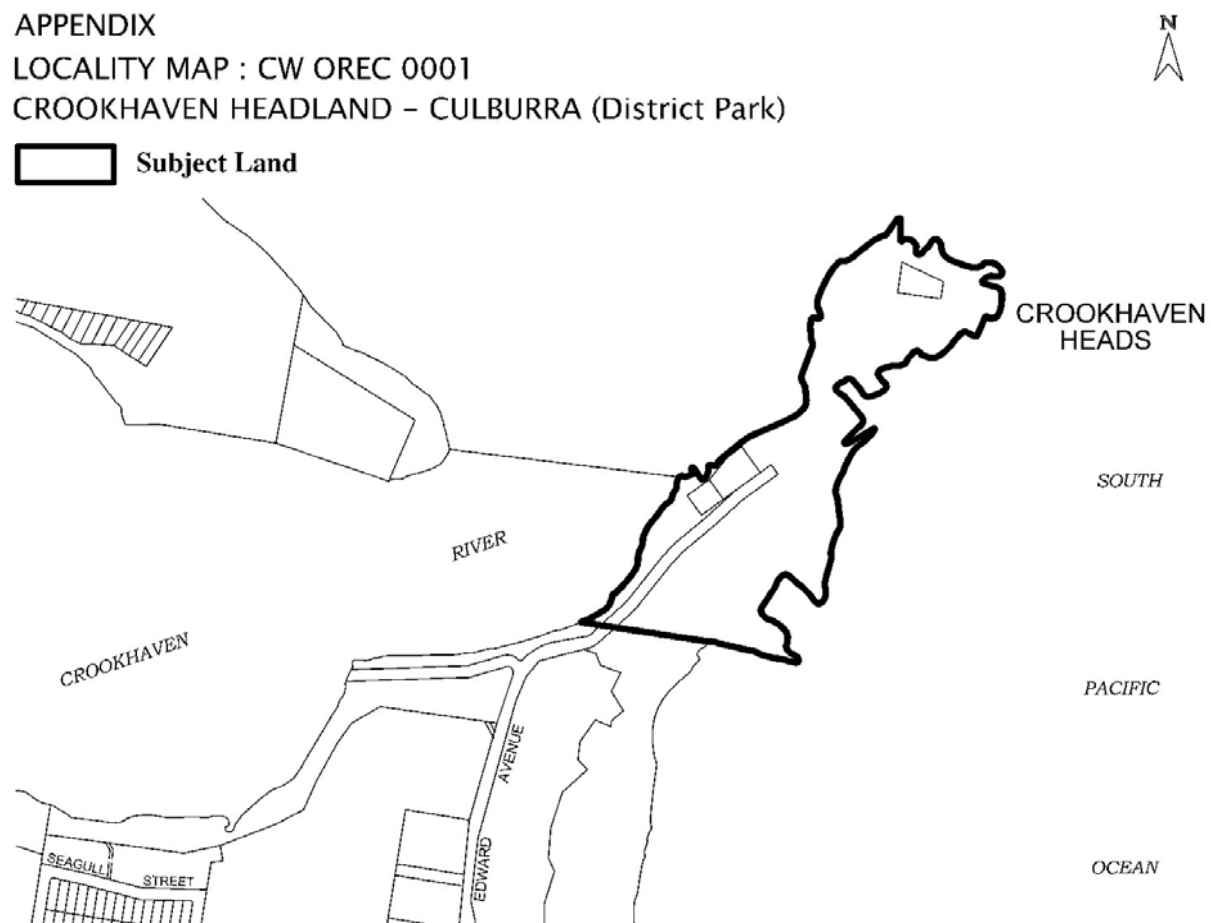 APPENDIX
LOCALITY MAP : CW OREC 0001
CROOKHAVEN HEADLAND – CULBURRA (District Park)
N
Subject Land
CROOKHAVEN
HEADS
SOUTH
RIVER
CROOKHAVEN
PACIFIC
AVENUE
EDWARD
SEAGULL
STREET
OCEAN